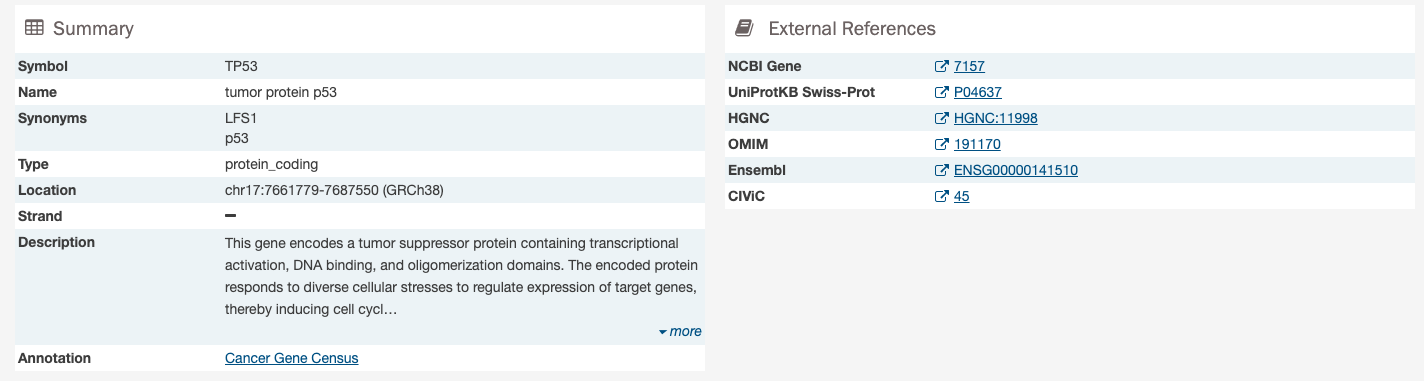 Summary
Symbol TP53
Name tumor protein p53
Synonyms LFS1
p53
Type protein_coding
Location chr17:7661779-7687550 (GRCh38)
Strand −
Description This gene encodes a tumor suppressor protein containing transcriptional
activation, DNA binding, and oligomerization domains. The encoded protein
responds to diverse cellular stresses to regulate expression of target genes,
thereby inducing cell cycl…
more
Annotation Cancer Gene Census
External References
NCBI Gene 7157
UniProtKB Swiss-Prot P04637
HGNC HGNC:11998
OMIM 191170
Ensembl ENSG00000141510
CIViC 45